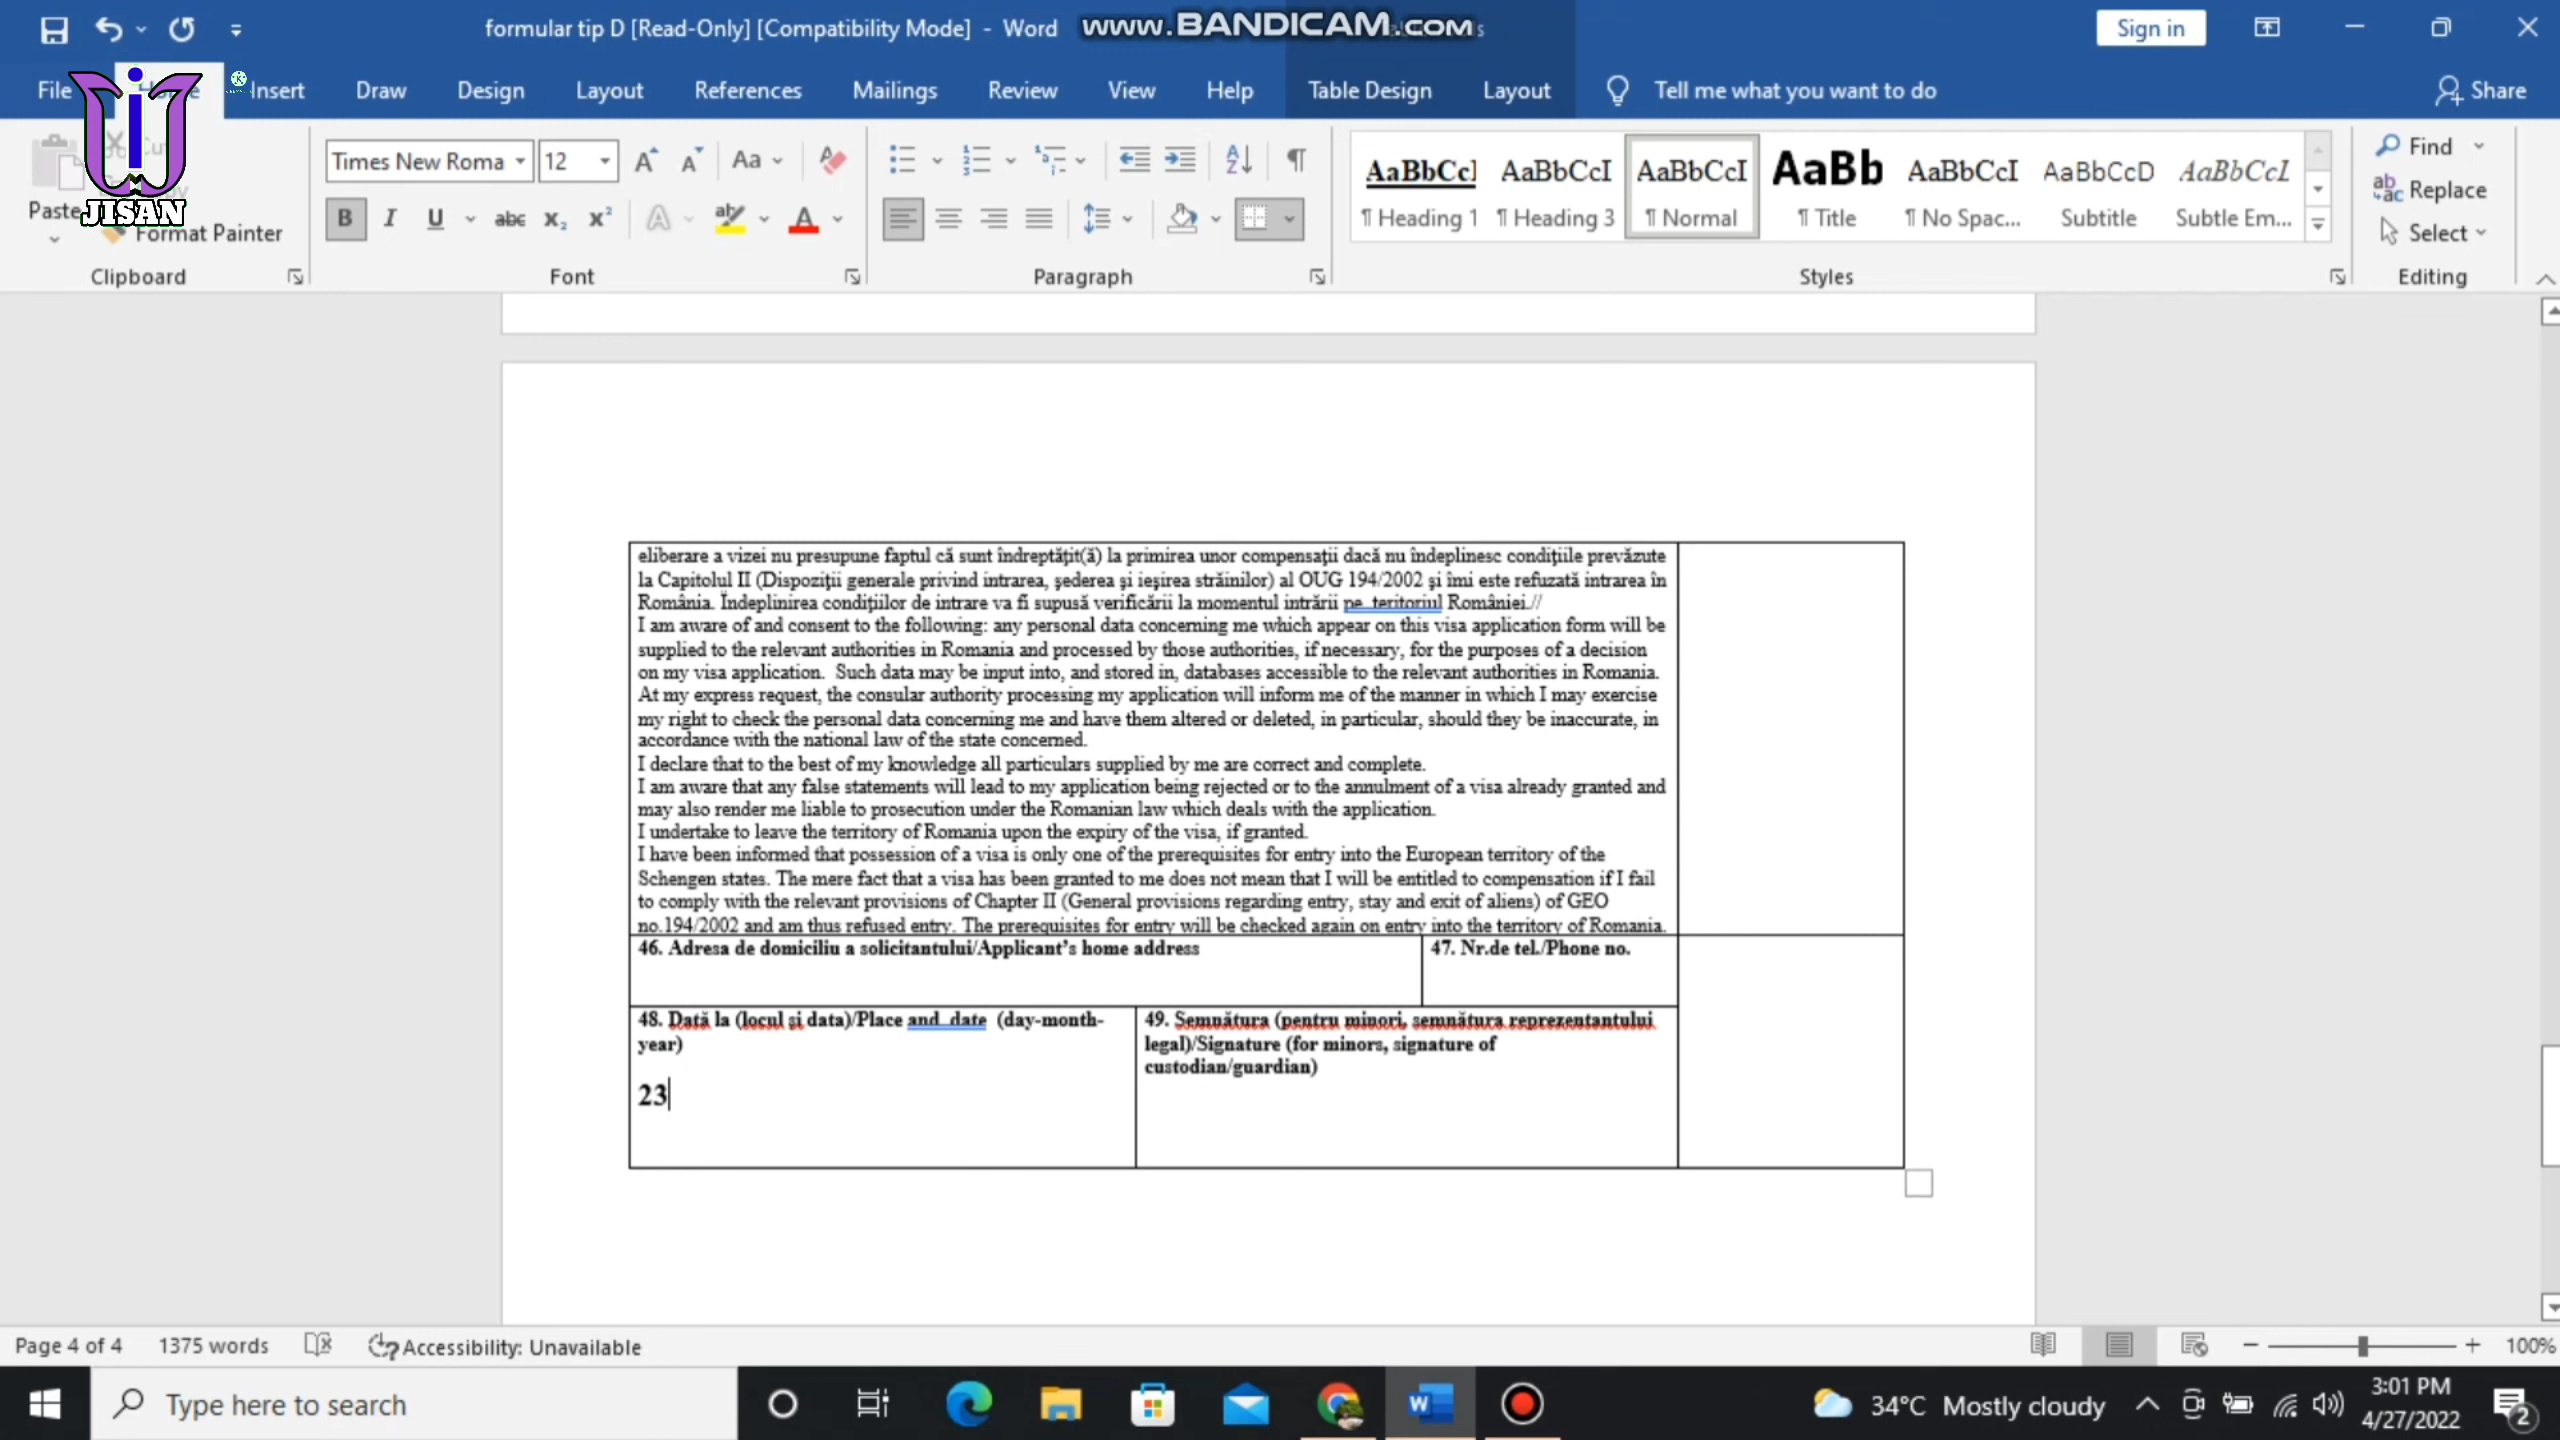 formular tip D [Read-Only] [Compatibility Mode] - Word
www.BANDICAM.com
Sign in
File
Insert
Draw
Design
Layout
References
Mailings
Review
View
Help
Table Design
Layout
Tell me what you want to do
Share
JISAN
Paste
Format Painter
Clipboard
Times New Roma
12
Font
Paragraph
AaBbCcI AaBbCcI AaBbCcI AaBb AaBbCcI AaBbCcD AaBbCcL
¶ Heading 1 ¶ Heading 3 ¶ Normal ¶ Title ¶ No Spac... Subtitle Subtle Em...
Styles
Find
Replace
Select
Editing
eliberare a vizei nu presupune faptul că sunt îndreptăţit(ă) la primirea unor compensaţii dacă nu îndeplinesc condiţiile prevăzute
la Capitolul II (Dispoziţii generale privind intrarea, şederea şi ieşirea străinilor) al OUG 194/2002 şi îmi este refuzată intrarea în
România. Îndeplinirea condiţiilor de intrare va fi supusă verificării la momentul intrării pe teritoriul României.//
I am aware of and consent to the following: any personal data concerning me which appear on this visa application form will be
supplied to the relevant authorities in Romania and processed by those authorities, if necessary, for the purposes of a decision
on my visa application. Such data may be input into, and stored in, databases accessible to the relevant authorities in Romania.
At my express request, the consular authority processing my application will inform me of the manner in which I may exercise
my right to check the personal data concerning me and have them altered or deleted, in particular, should they be inaccurate, in
accordance with the national law of the state concerned.
I declare that to the best of my knowledge all particulars supplied by me are correct and complete.
I am aware that any false statements will lead to my application being rejected or to the annulment of a visa already granted and
may also render me liable to prosecution under the Romanian law which deals with the application.
I undertake to leave the territory of Romania upon the expiry of the visa, if granted.
I have been informed that possession of a visa is only one of the prerequisites for entry into the European territory of the
Schengen states. The mere fact that a visa has been granted to me does not mean that I will be entitled to compensation if I fail
to comply with the relevant provisions of Chapter II (General provisions regarding entry, stay and exit of aliens) of GEO
no.194/2002 and am thus refused entry. The prerequisites for entry will be checked again on entry into the territory of Romania.
46. Adresa de domiciliu a solicitantului/Applicant's home address
47. Nr.de tel./Phone no.
48. Dată la (locul şi data)/Place and date (day-month-
year)
23
49. Semnătura (pentru minori, semnătura reprezentantului
legal)/Signature (for minors, signature of
custodian/guardian)
Page 4 of 4
1375 words
Accessibility: Unavailable
100%
Type here to search
34°C Mostly cloudy
3:01 PM
4/27/2022
2